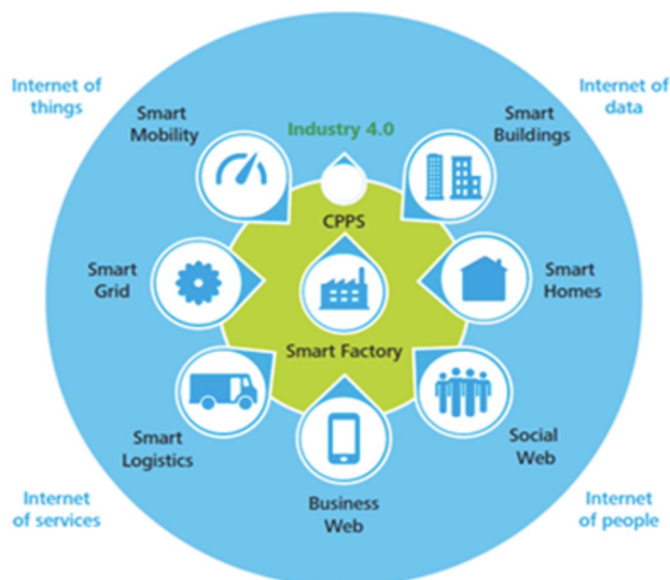 Internet of
things
Internet of
data
Smart
Mobility
Industry 4.0
Smart
Buildings
CPPS
Smart
Grid
Smart
Homes
Smart Factory
Smart
Logistics
Social
Web
Business
Web
Internet
of services
Internet
of people